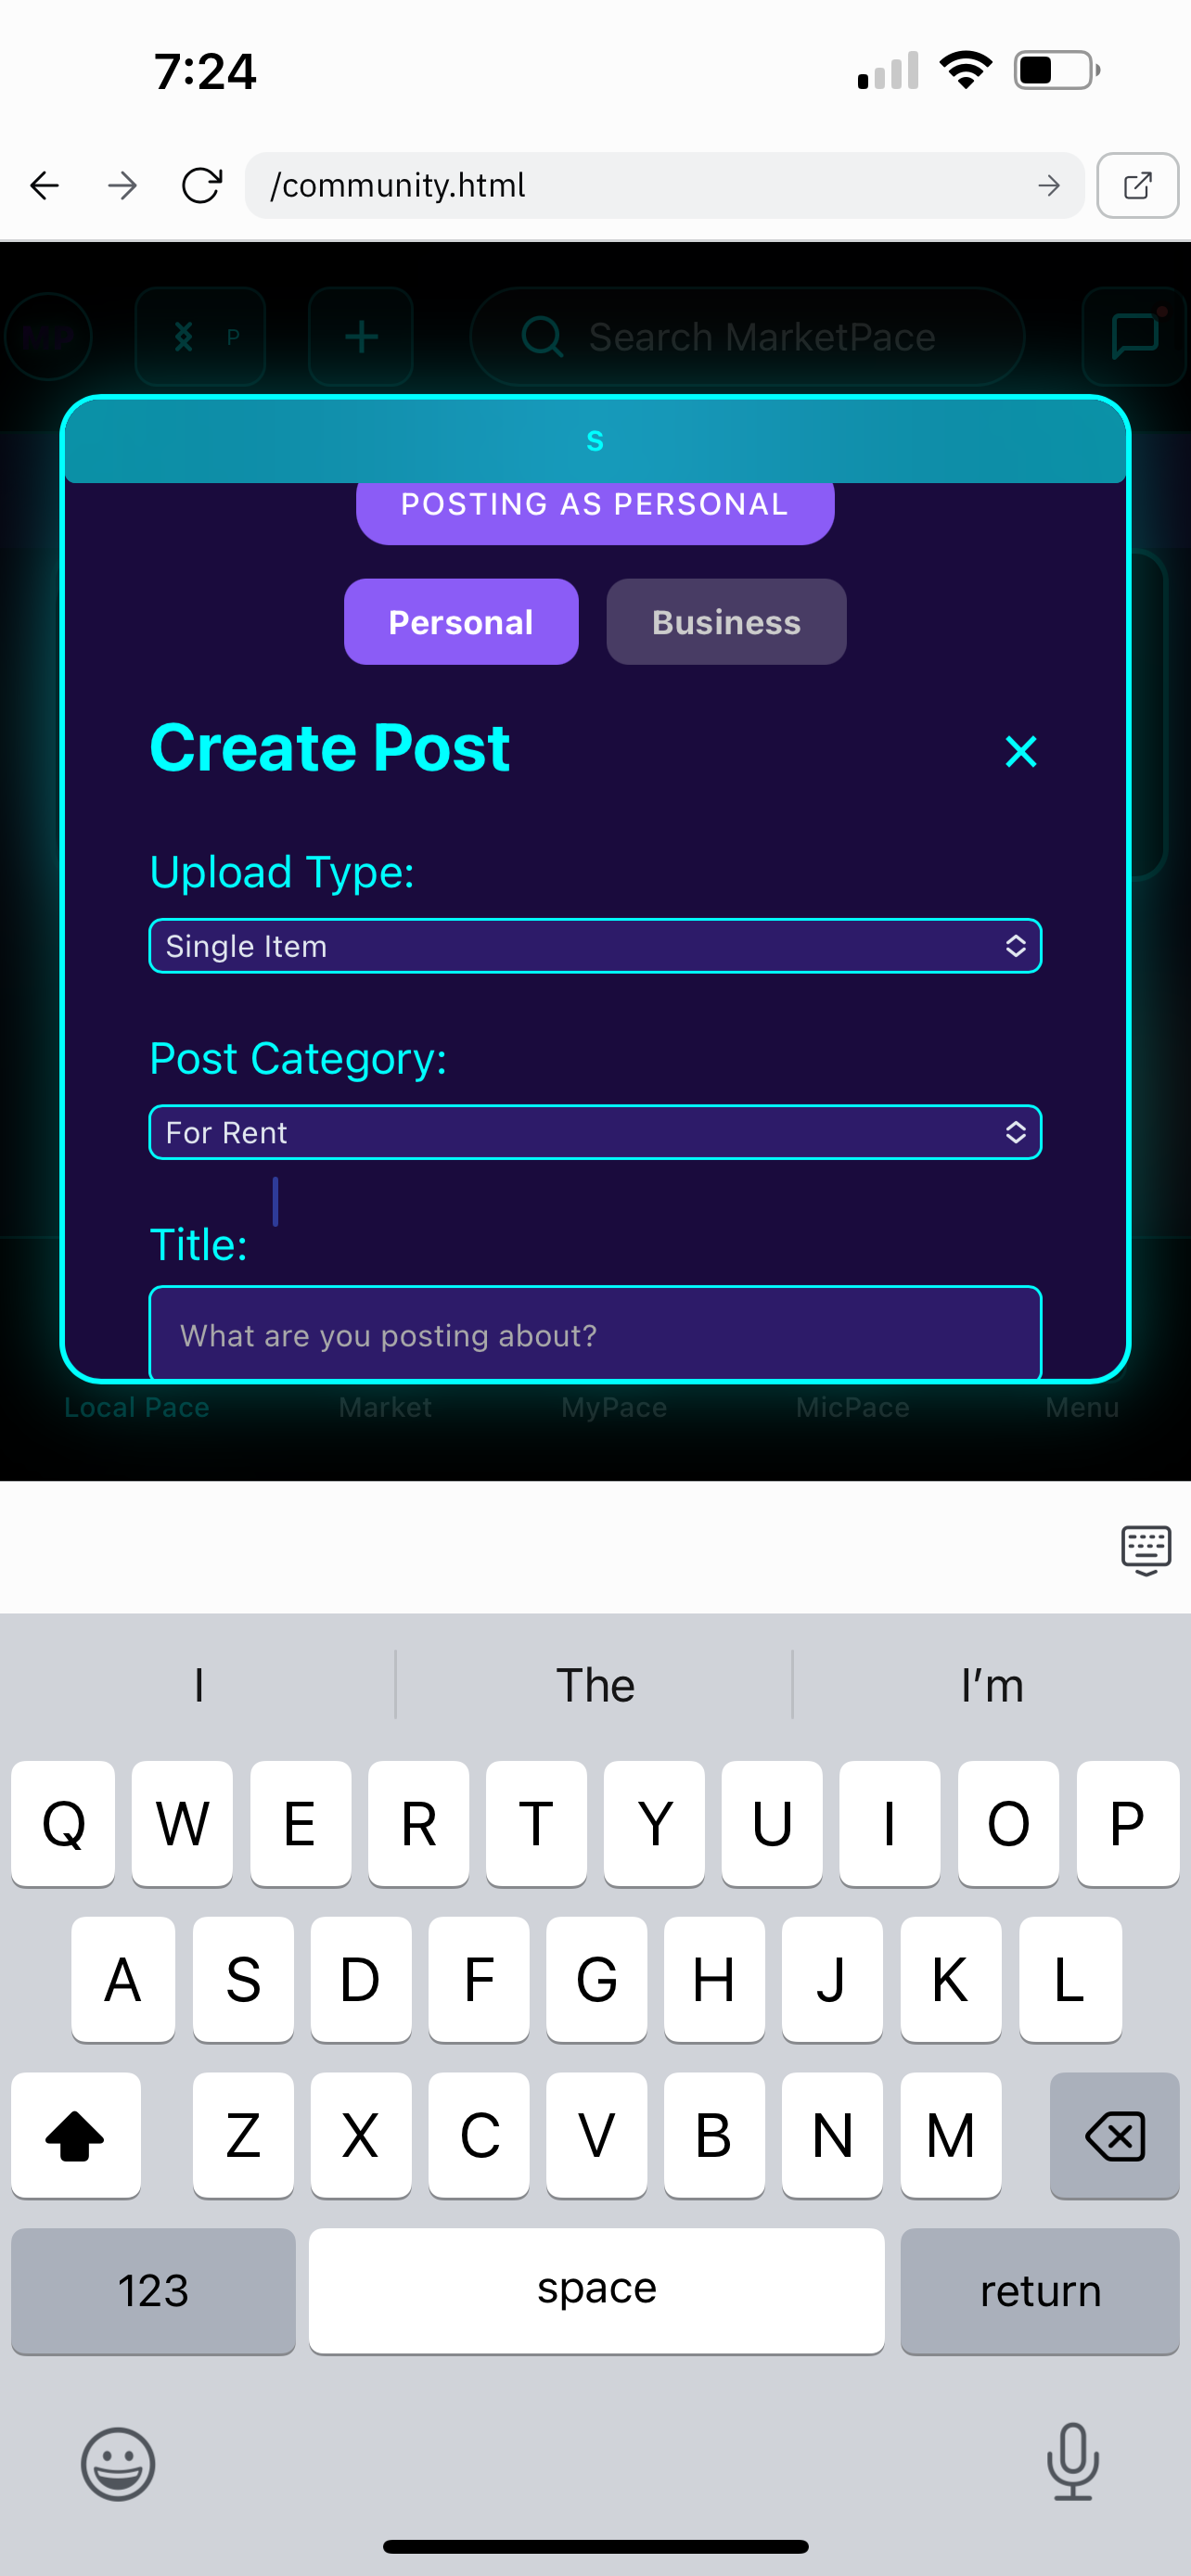 7:24
/community.html
MP
P
Search MarketPace
S
POSTING AS PERSONAL
Personal
Business
Create Post
Upload Type:
Single Item
Post Category:
For Rent
Title:
What are you posting about?
Local Pace
Market
MyPace
MicPace
Menu
I
The
I’m
Q W E R T Y U I O P
A S D F G H J K L
Z X C V B N M
123
space
return